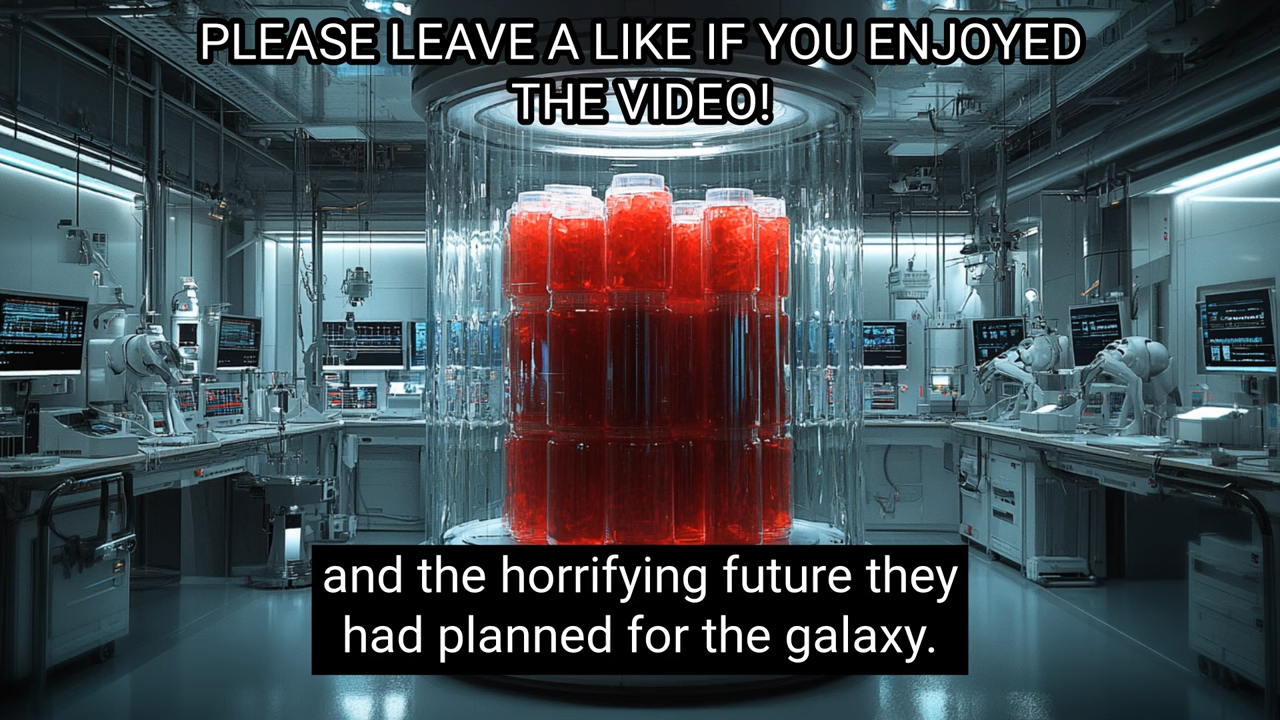 PLEASE LEAVE A LIKE IF YOU ENJOYED
THE VIDEO!
and the horrifying future they
had planned for the galaxy.